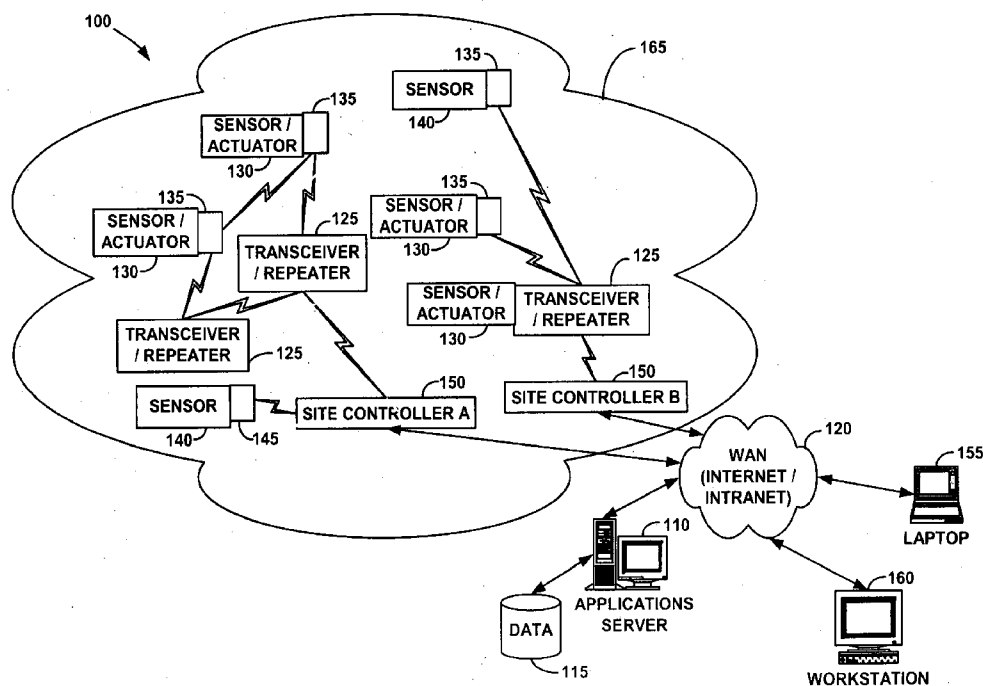 100
165
135
SENSOR
140
135
SENSOR /
ACTUATOR
130
135
SENSOR /
ACTUATOR
130
135
SENSOR /
ACTUATOR
130
125
TRANSCEIVER
/ REPEATER
125
TRANSCEIVER
/ REPEATER
SENSOR /
ACTUATOR
130
TRANSCEIVER
/ REPEATER
125
150
SITE CONTROLLER A
150
SITE CONTROLLER B
SENSOR
140
145
120
WAN
(INTERNET /
INTRANET)
155
LAPTOP
110
APPLICATIONS
SERVER
DATA
115
160
WORKSTATION